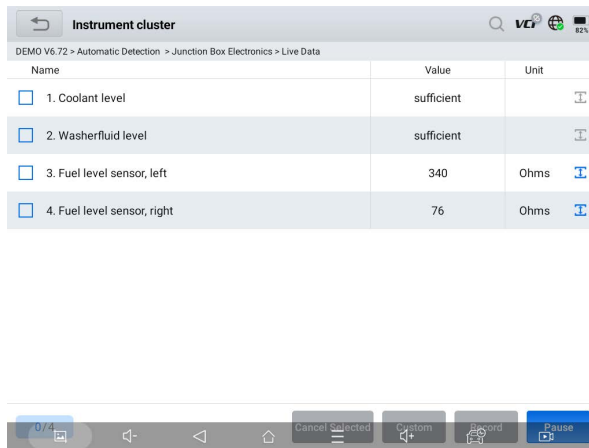 Instrument cluster
VCI
82%
DEMO V6.72 > Automatic Detection > Junction Box Electronics > Live Data
Name Value Unit
1. Coolant level sufficient
2. Washerfluid level sufficient
3. Fuel level sensor, left 340 Ohms
4. Fuel level sensor, right 76 Ohms
0/4 Cancel Selected Custom Record Pause